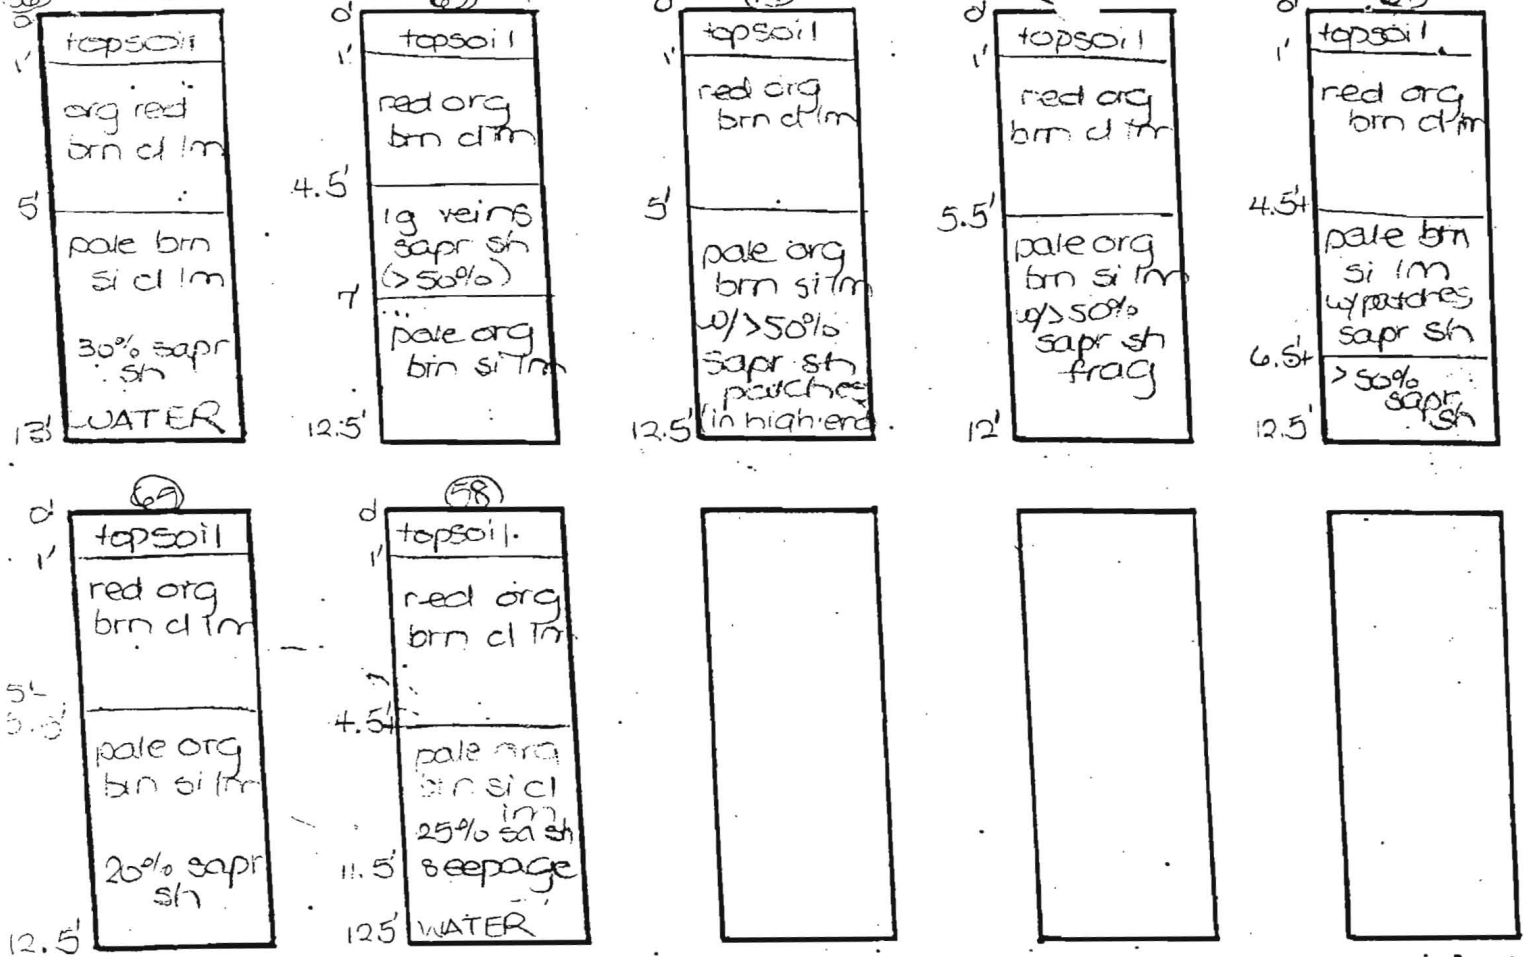 0'
topsoil
1'
org red
brn cl lm
5'
pale brn
si cl lm
30% sapr
sh
13'
WATER
0'
topsoil
1'
red org
brn cl lm
4.5'
lg veins
sapr sh
(>50%)
7'
pale org
brn si lm
12.5'
0'
topsoil
1'
red org
brn cl lm
5'
pale org
brn si lm
w/>50%
sapr sh
patches
12.5'
(in high end
0'
topsoil
1'
red org
brn cl lm
5.5'
pale org
brn si lm
w/>50%
sapr sh
frag
12'
0'
topsoil
1'
red org
brn cl lm
4.5±
pale brn
si lm
w/patches
sapr sh
6.5±
>50%
sapr
sh
12.5'
69
0'
topsoil
1'
red org
brn cl lm
5'-
5.5'
pale org
brn si lm
20% sapr
sh
12.5'
58
0'
topsoil.
1'
red org
brn cl lm
4.5±
pale org
brn si cl
lm
25% sa sh
11.5' seepage
125' WATER